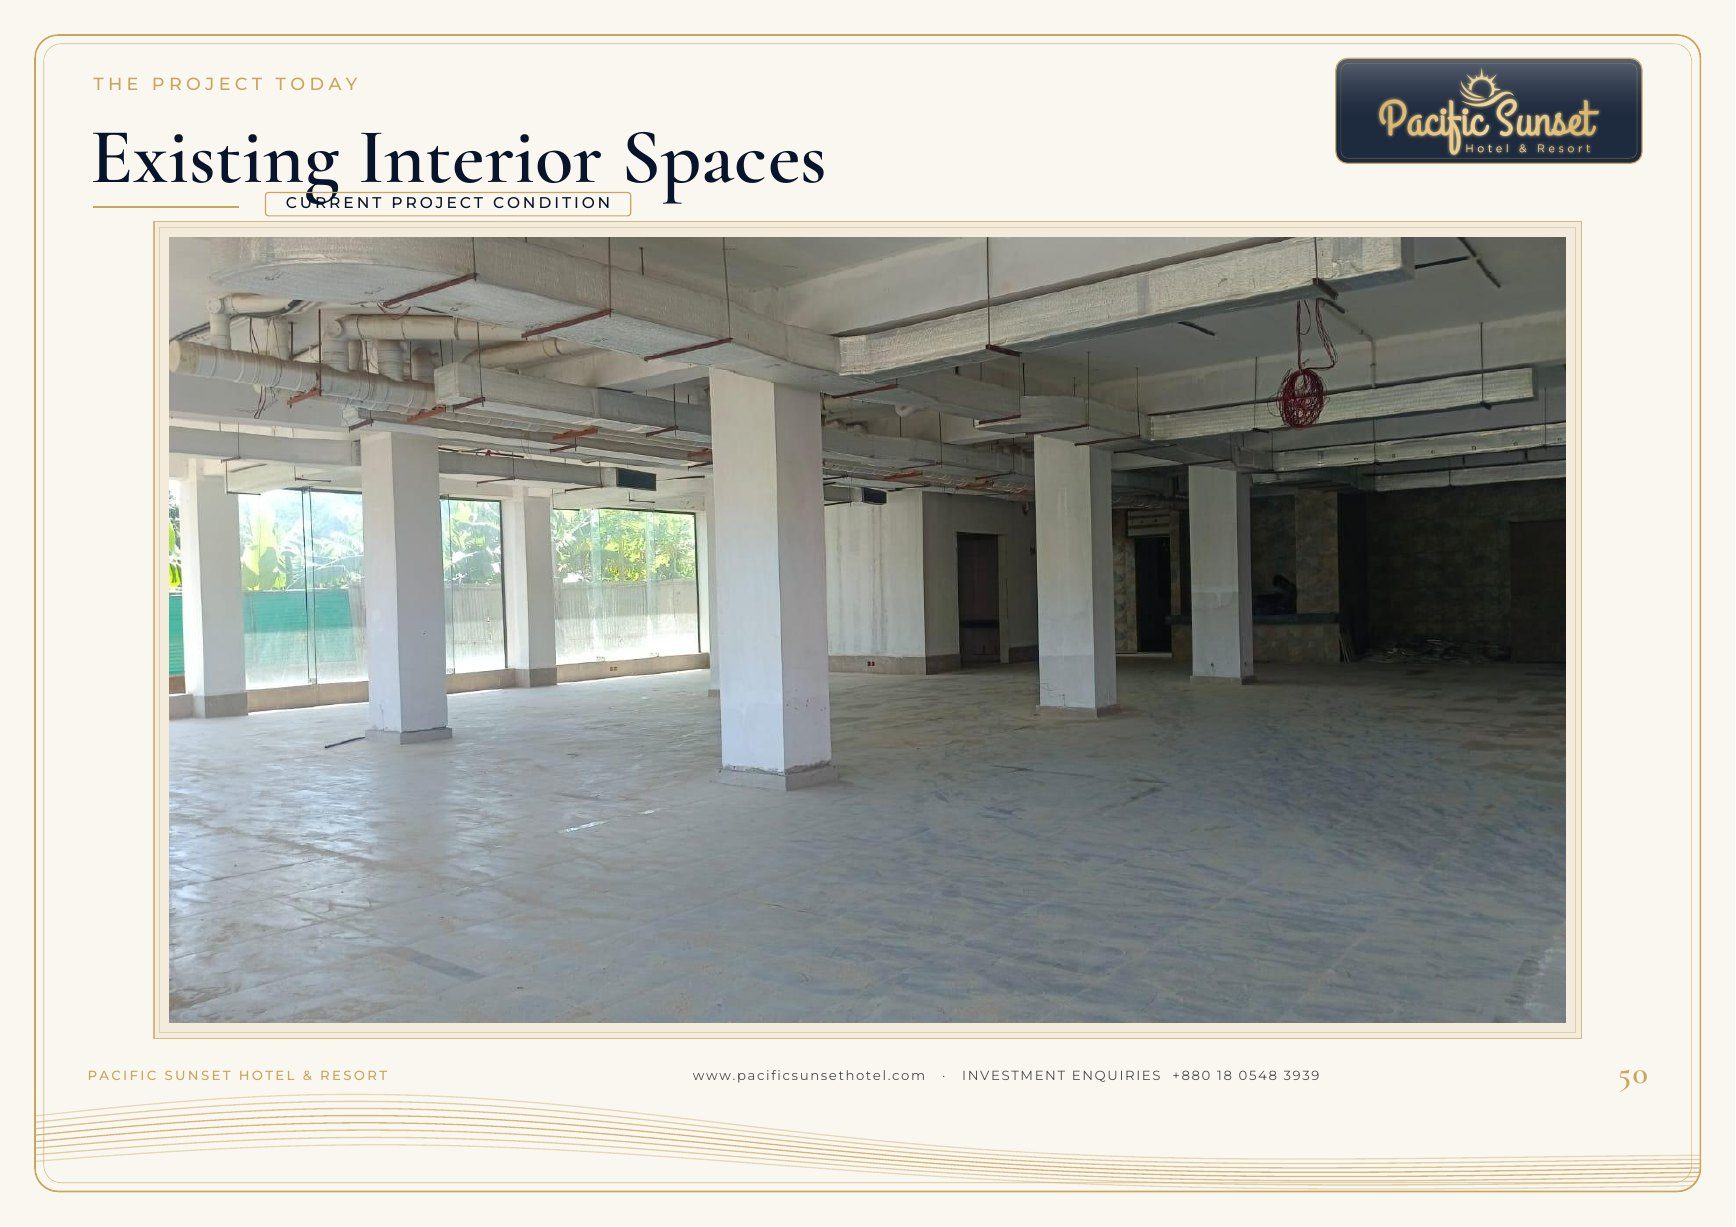 THE PROJECT TODAY
Pacific Sunset
Hotel & Resort
Existing Interior Spaces
CURRENT PROJECT CONDITION
PACIFIC SUNSET HOTEL & RESORT
www.pacificsunsethotel.com · INVESTMENT ENQUIRIES +880 18 0548 3939
50